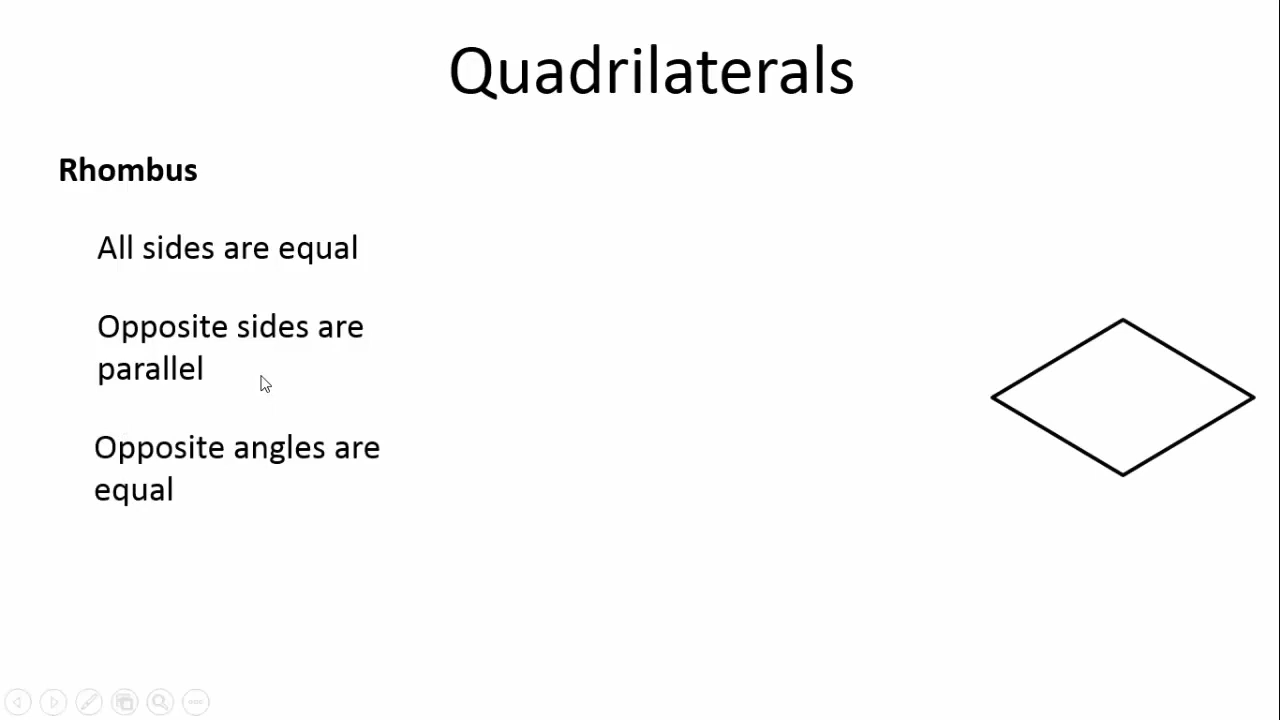 Quadrilaterals
Rhombus
All sides are equal
Opposite sides are
parallel
Opposite angles are
equal